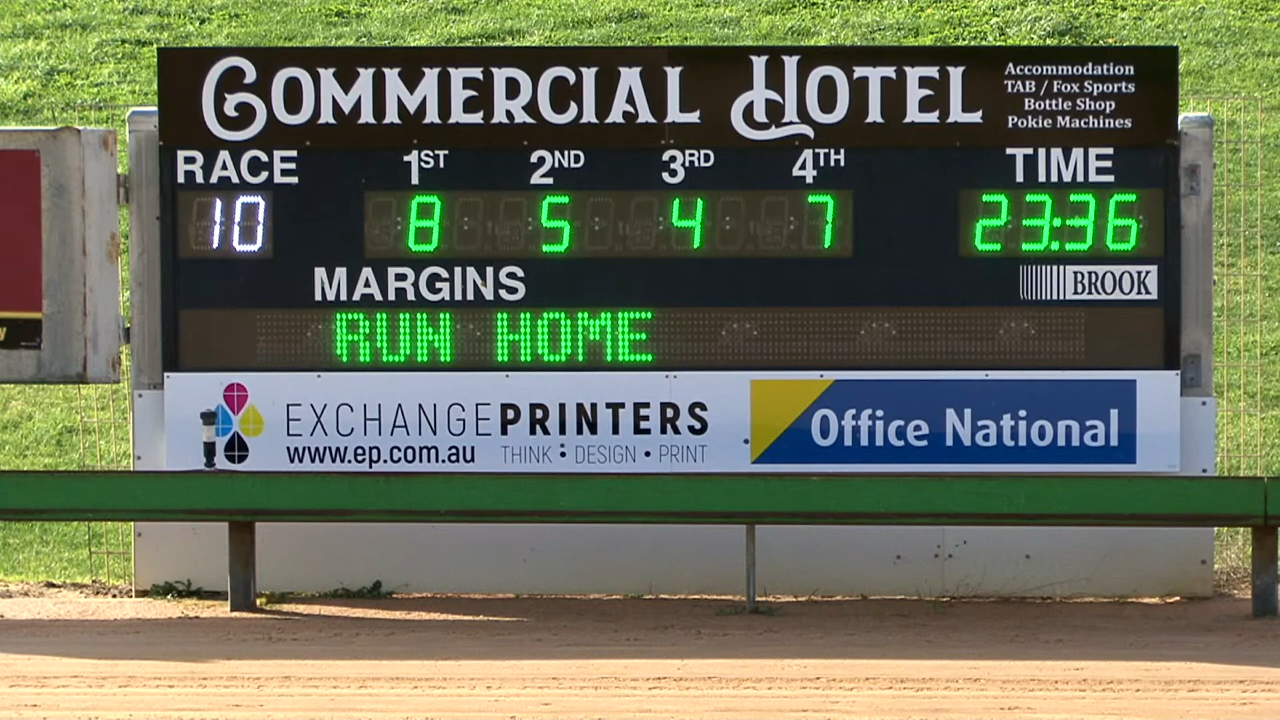 COMMERCIAL HOTEL
Accommodation
TAB / Fox Sports
Bottle Shop
Pokie Machines
RACE 1ST 2ND 3RD 4TH TIME
10 8 5 4 7 23:36
MARGINS
BROOK
RUN HOME
EXCHANGEPRINTERS
www.ep.com.au THINK : DESIGN • PRINT
Office National